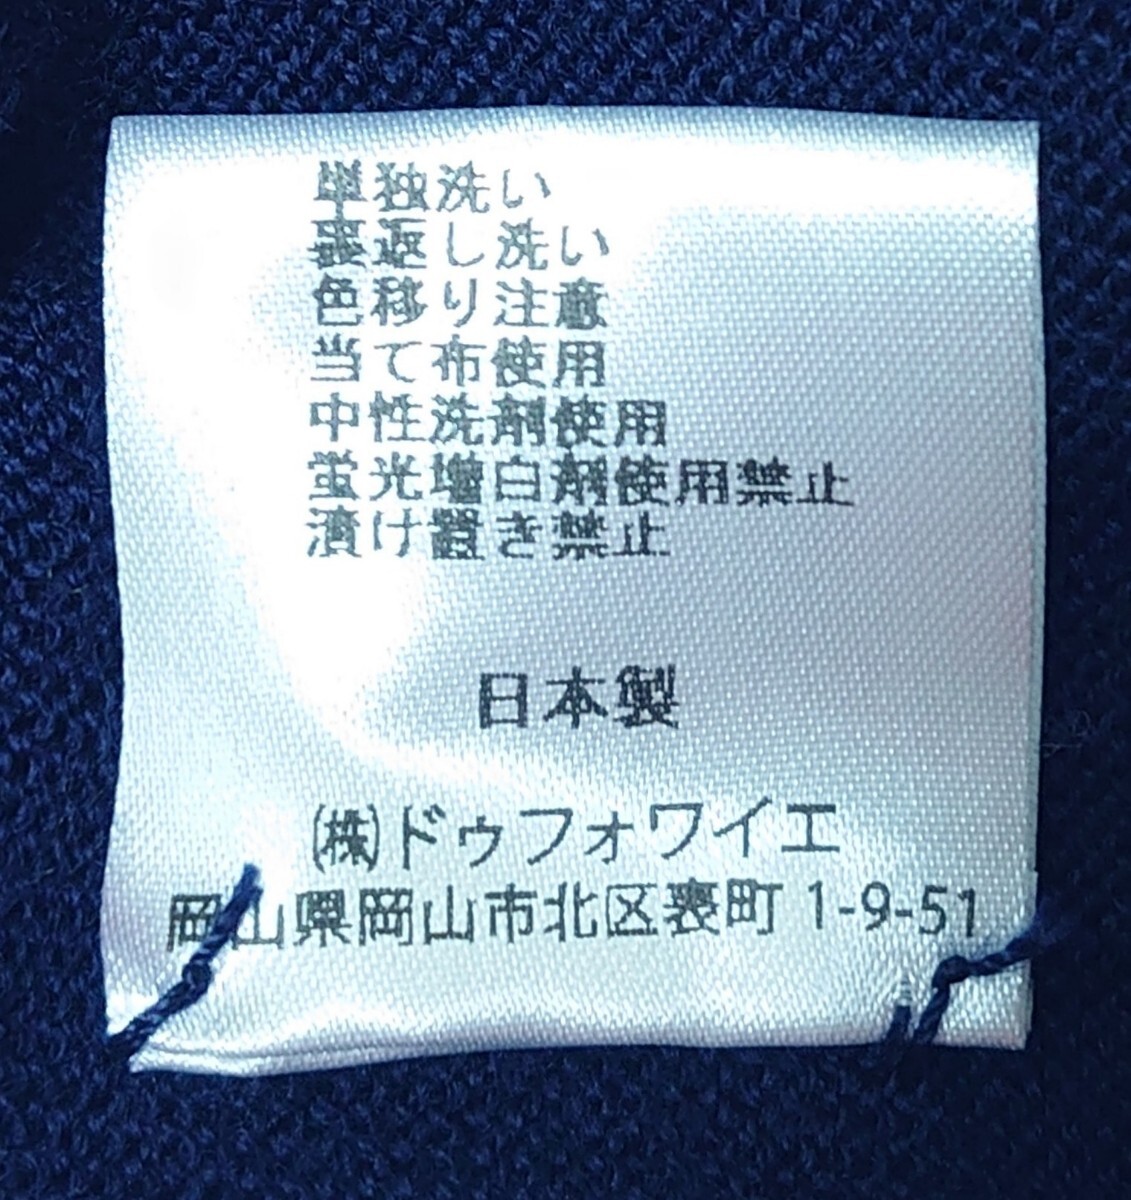 単独洗い
裏返し洗い
色移り注意
当て布使用
中性洗剤使用
蛍光増白剤使用禁止
漬け置き禁止
日本製
㈱ドゥフォワイエ
岡山県岡山市北区表町 1-9-51